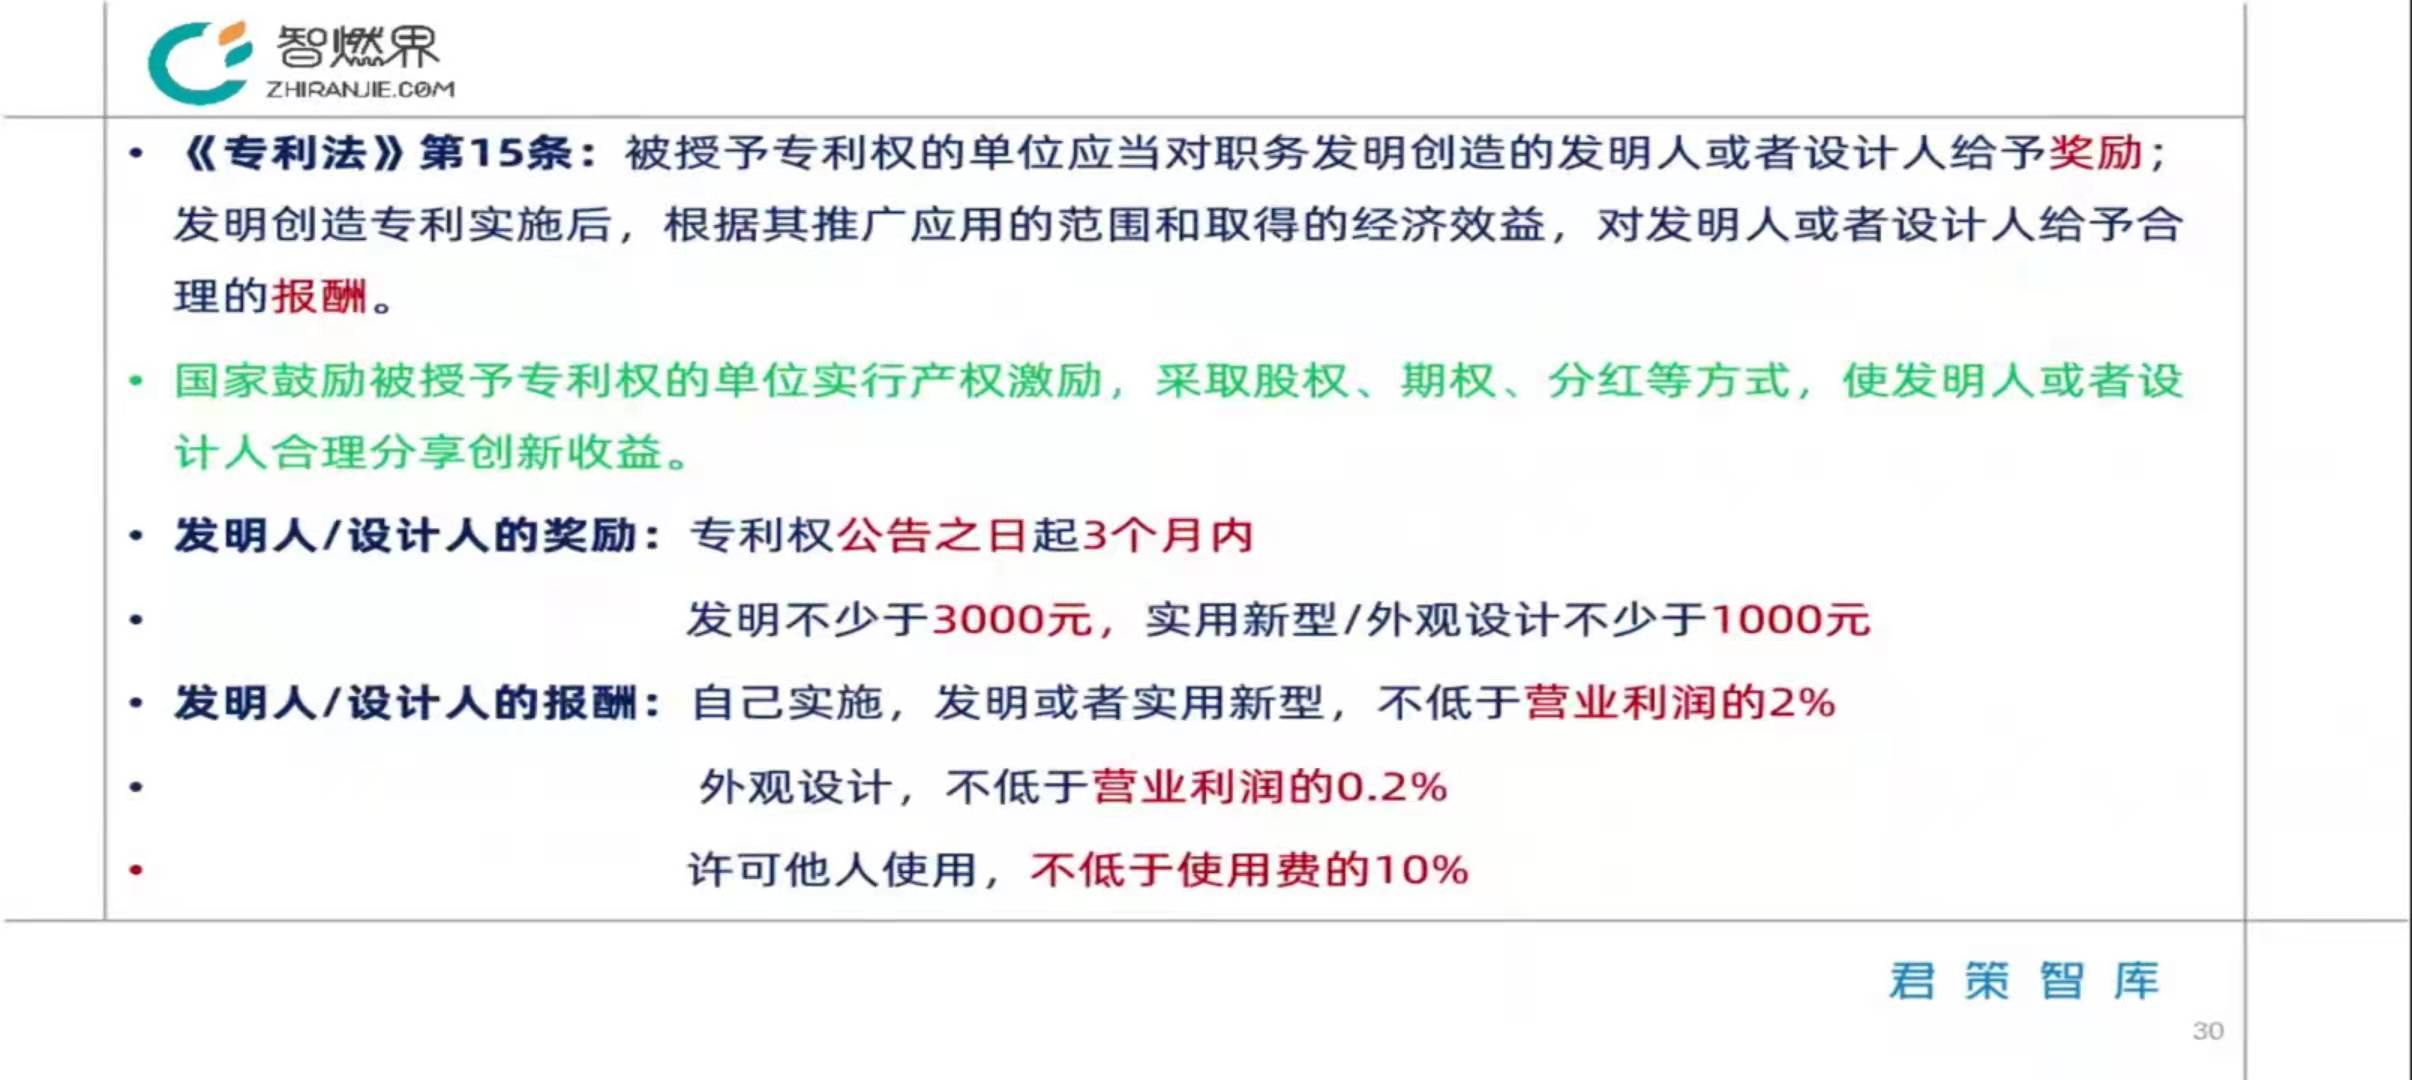 智燃界
ZHIRANJIE.COM
• 《专利法》第15条：被授予专利权的单位应当对职务发明创造的发明人或者设计人给予奖励；
发明创造专利实施后，根据其推广应用的范围和取得的经济效益，对发明人或者设计人给予合
理的报酬。
• 国家鼓励被授予专利权的单位实行产权激励，采取股权、期权、分红等方式，使发明人或者设
计人合理分享创新收益。
• 发明人/设计人的奖励：专利权公告之日起3个月内
• 发明不少于3000元，实用新型/外观设计不少于1000元
• 发明人/设计人的报酬：自己实施，发明或者实用新型，不低于营业利润的2%
• 外观设计，不低于营业利润的0.2%
• 许可他人使用，不低于使用费的10%
君策智库
30